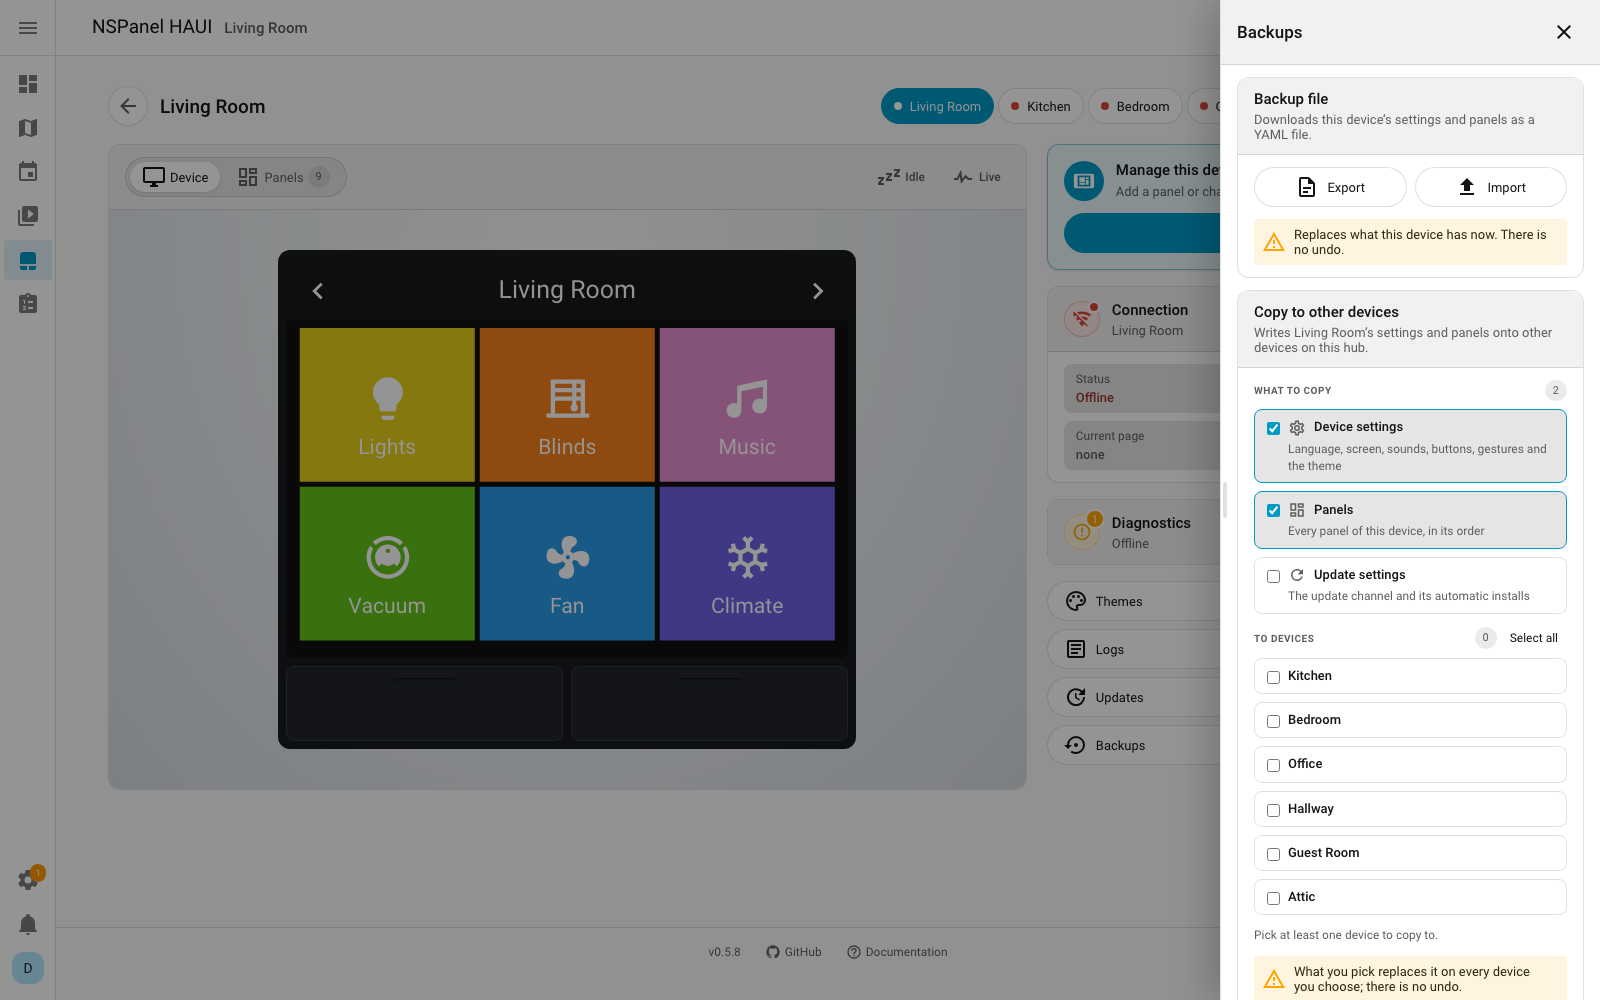 NSPanel HAUI Living Room
Living Room
Living Room Kitchen Bedroom
Device Panels 9
Idle Live
Living Room
Lights Blinds Music
Vacuum Fan Climate
Manage this de
Add a panel or cha
Connection
Living Room
Status
Offline
Current page
none
1
Diagnostics
Offline
Themes
Logs
Updates
Backups
1
D
v0.5.8 GitHub Documentation
Backups
Backup file
Downloads this device's settings and panels as a
YAML file.
Export Import
Replaces what this device has now. There is
no undo.
Copy to other devices
Writes Living Room's settings and panels onto other
devices on this hub.
WHAT TO COPY 2
Device settings
Language, screen, sounds, buttons, gestures and
the theme
Panels
Every panel of this device, in its order
Update settings
The update channel and its automatic installs
TO DEVICES 0 Select all
Kitchen
Bedroom
Office
Hallway
Guest Room
Attic
Pick at least one device to copy to.
What you pick replaces it on every device
you choose; there is no undo.